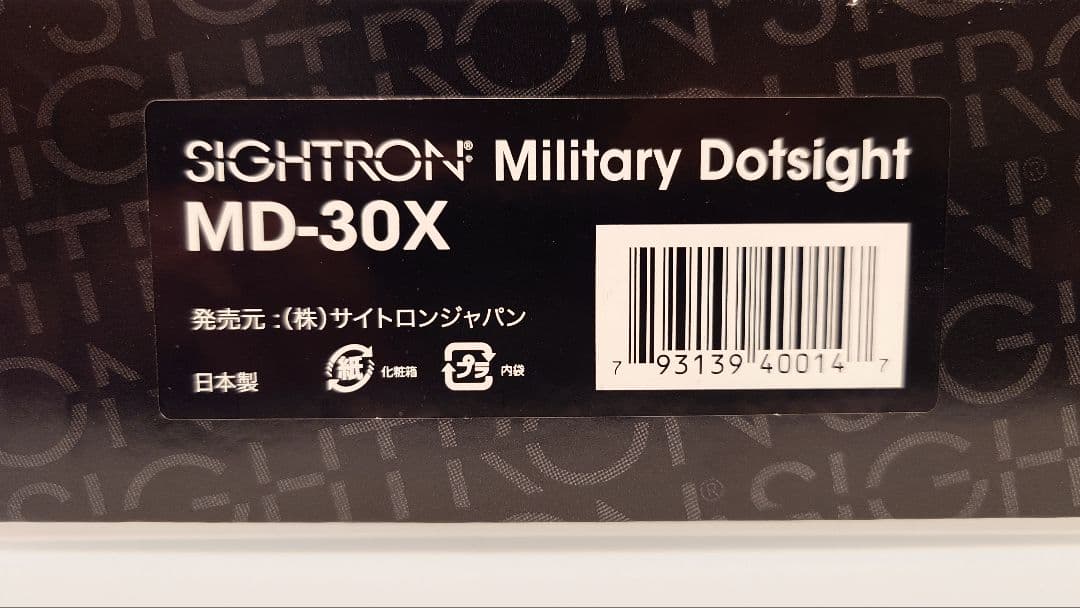 SIGHTRON® Military Dotsight
MD-30X
発売元:(株)サイトロンジャパン
日本製
紙 化粧箱
プラ 内袋
7 93139 40014 7